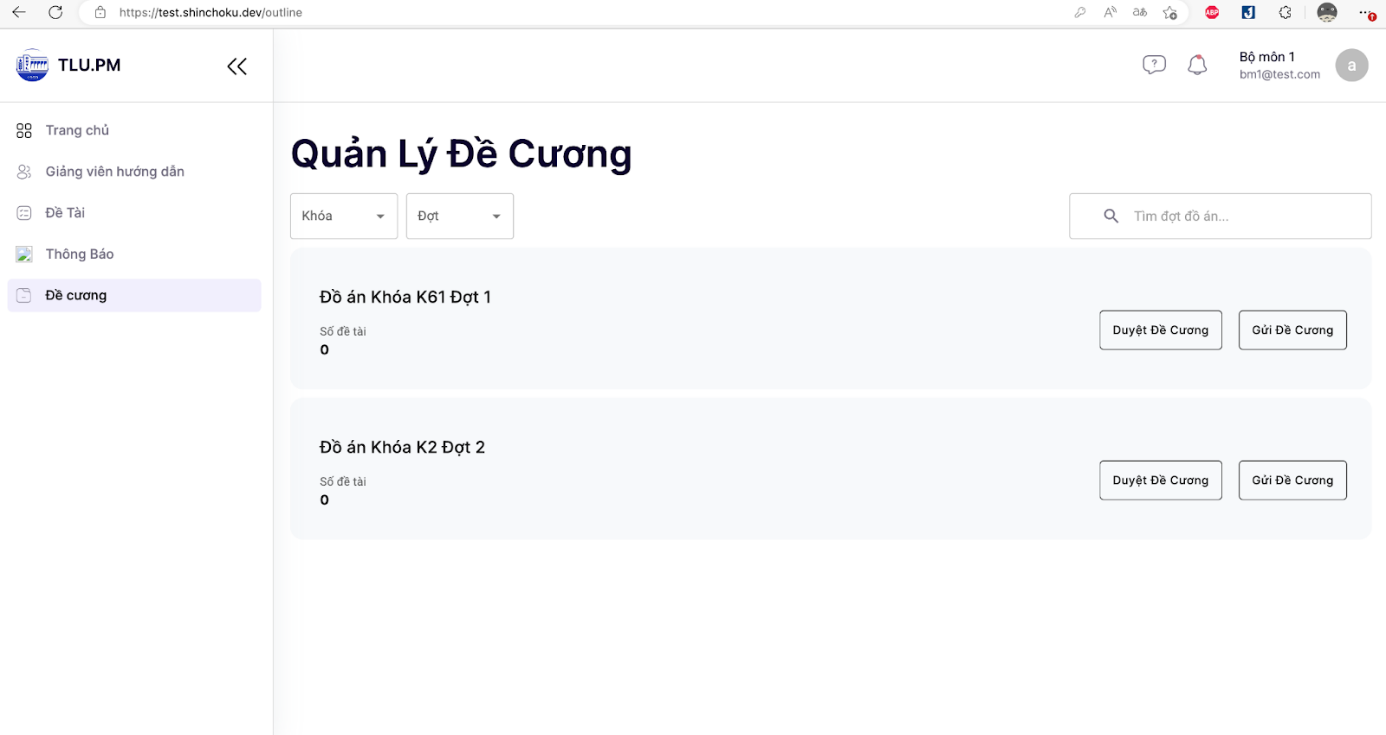 https://test.shinchoku.dev/outline
ABP
TLU.PM
Bộ môn 1
bm1@test.com
a
Trang chủ
Giảng viên hướng dẫn
Đề Tài
Thông Báo
Đề cương
Quản Lý Đề Cương
Khóa
Đợt
Tìm đợt đồ án...
Đồ án Khóa K61 Đợt 1
Số đề tài
0
Duyệt Đề Cương
Gửi Đề Cương
Đồ án Khóa K2 Đợt 2
Số đề tài
0
Duyệt Đề Cương
Gửi Đề Cương